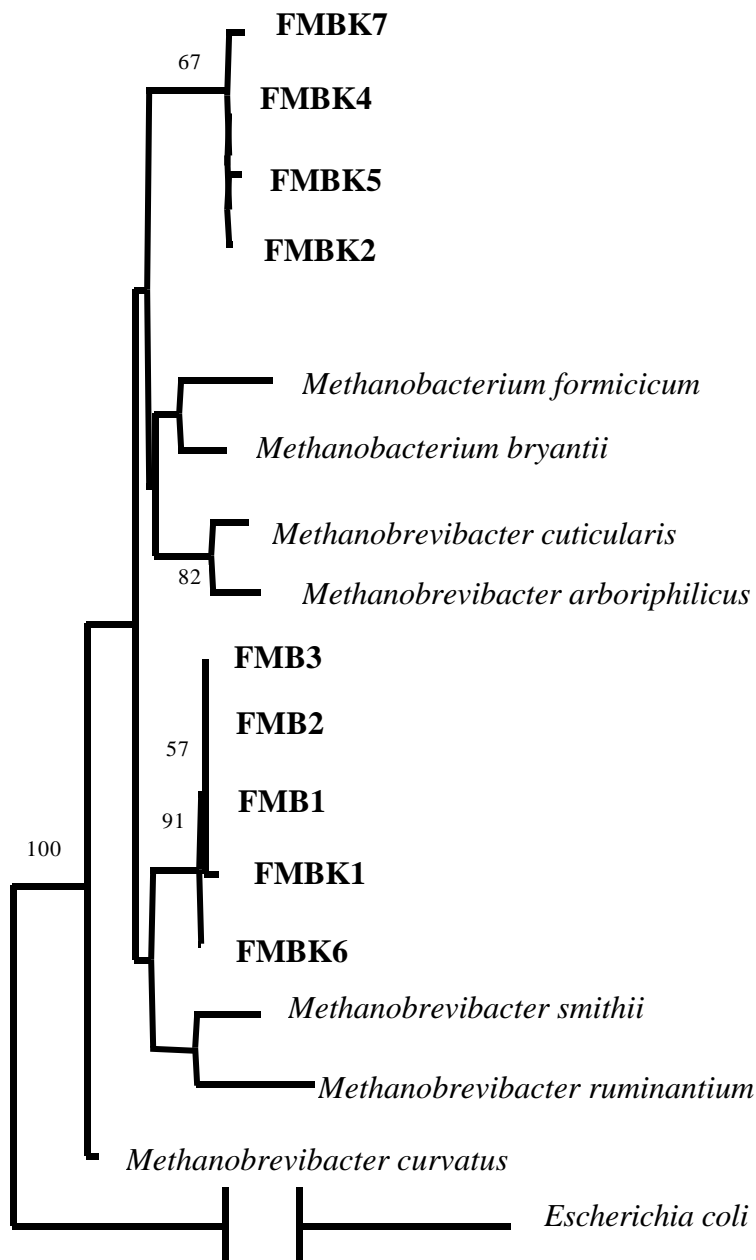 FMBK7
67
FMBK4
FMBK5
FMBK2
Methanobacterium formicicum
Methanobacterium bryantii
Methanobrevibacter cuticularis
82
Methanobrevibacter arboriphilicus
FMB3
FMB2
57
FMB1
91
100
FMBK1
FMBK6
Methanobrevibacter smithii
Methanobrevibacter ruminantium
Methanobrevibacter curvatus
Escherichia coli